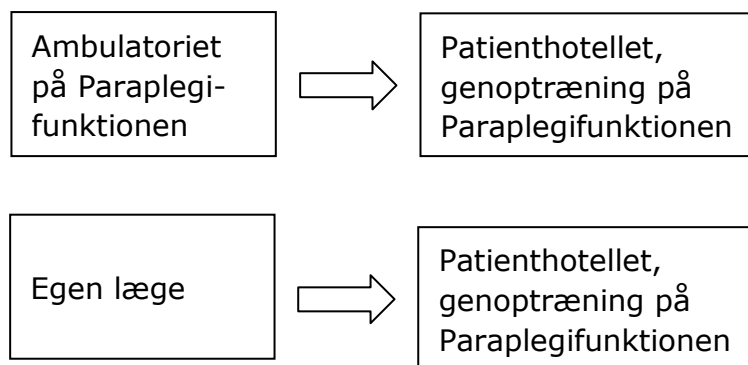 Ambulatoriet
på Paraplegi-
funktionen
Patienthotellet,
genoptræning på
Paraplegifunktionen
Egen læge
Patienthotellet,
genoptræning på
Paraplegifunktionen